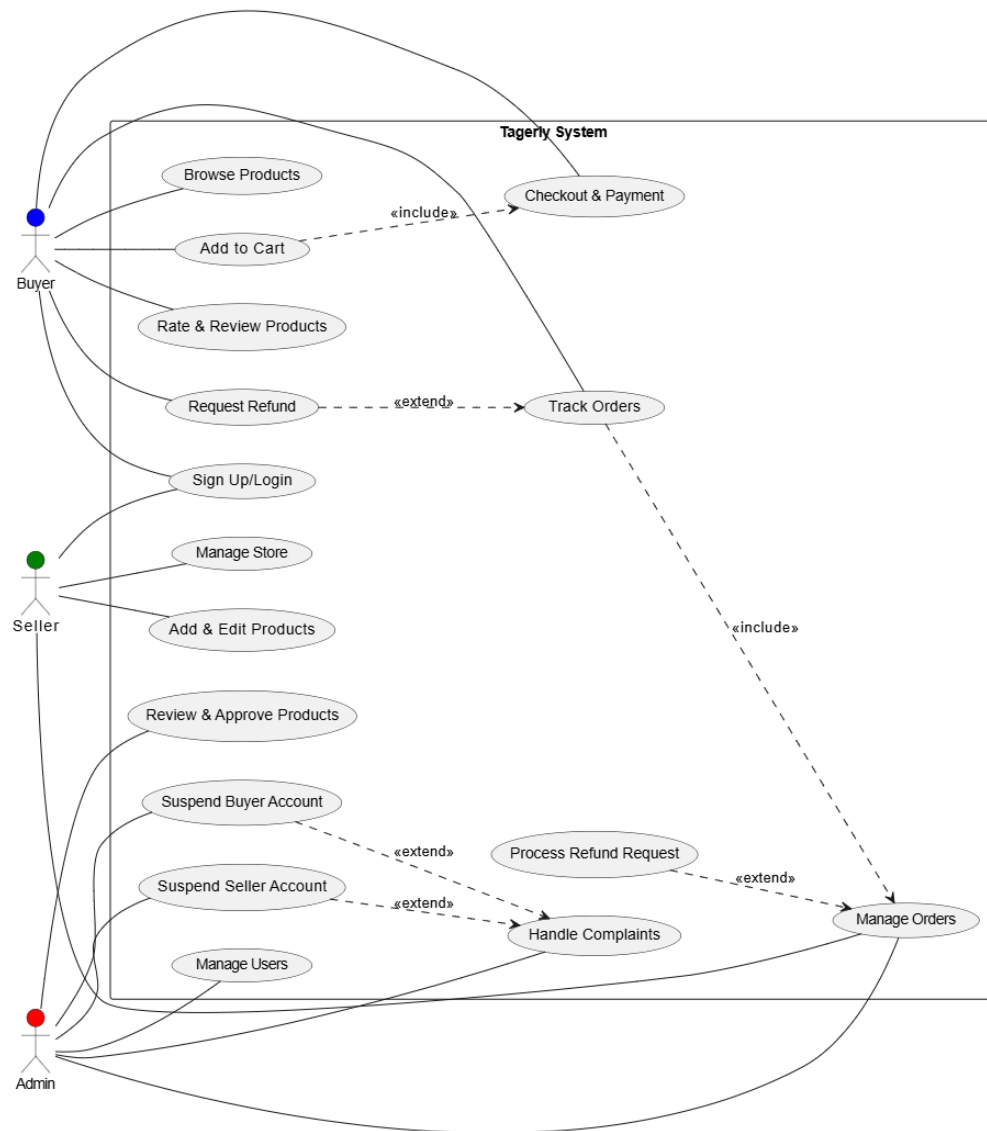 Tagerly System
Browse Products
Checkout & Payment
«include»
Add to Cart
Buyer
Rate & Review Products
Request Refund
«extend»
Track Orders
Sign Up/Login
Manage Store
Seller
Add & Edit Products
«include»
Review & Approve Products
Suspend Buyer Account
«extend»
Process Refund Request
«extend»
Suspend Seller Account
«extend»
Manage Orders
Handle Complaints
Manage Users
Admin